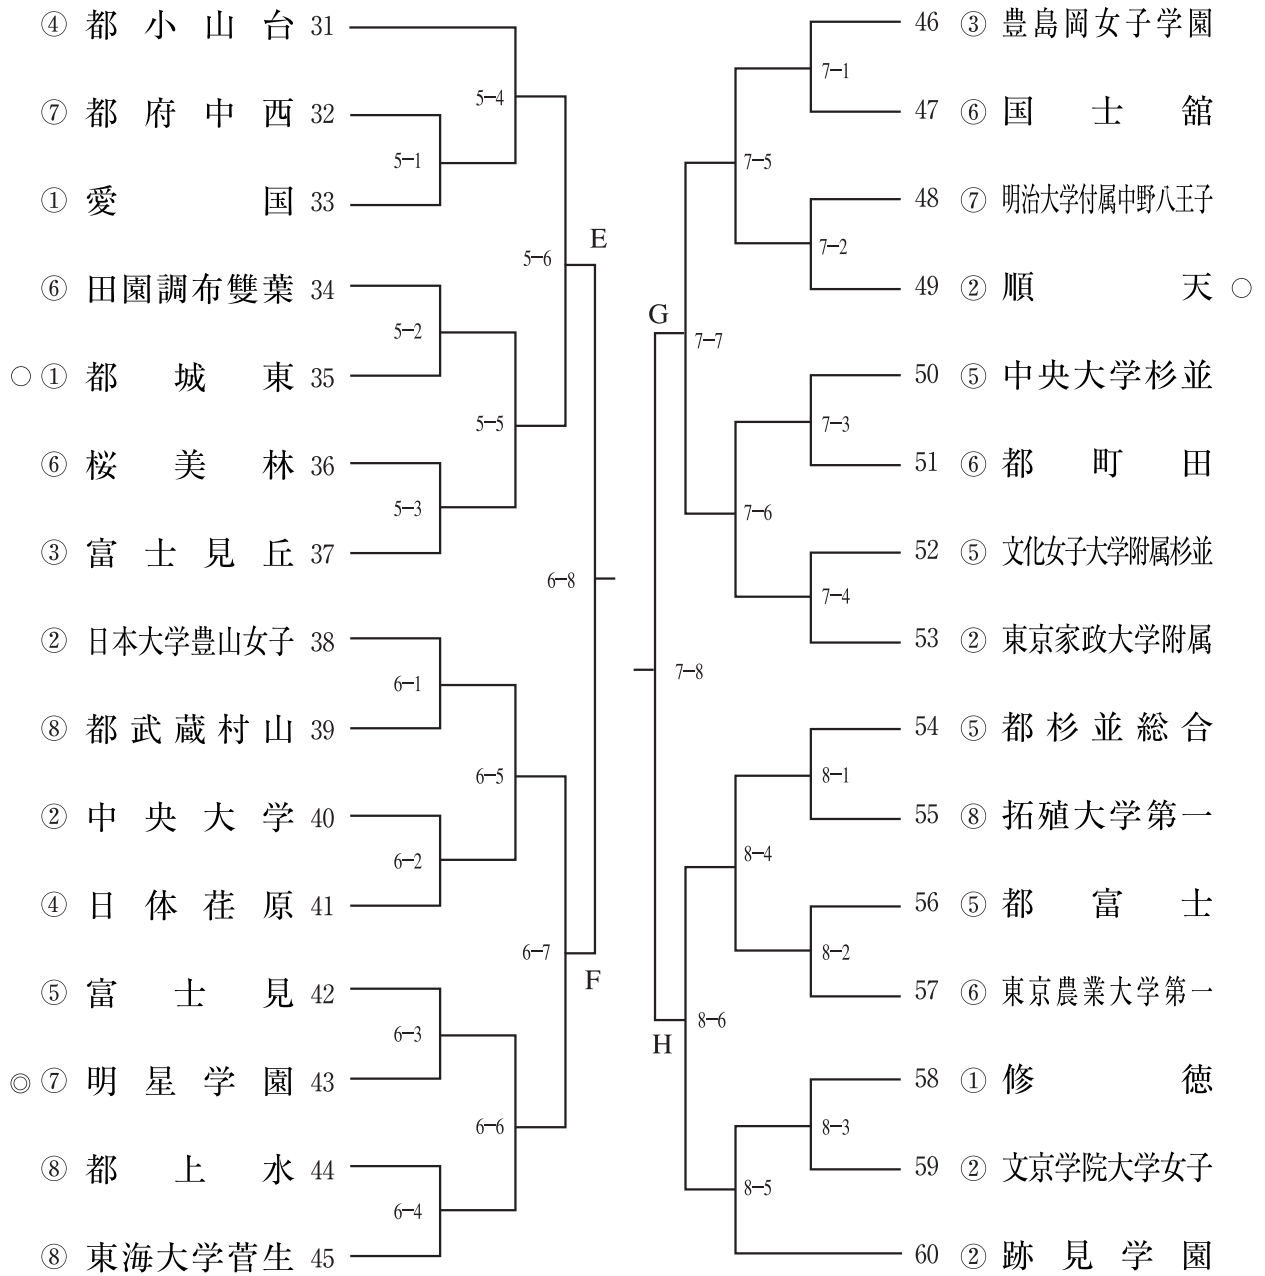 ④ 都小山台 31
⑦ 都府中西 32
① 愛国 33
⑥ 田園調布雙葉 34
○ ① 都城東 35
⑥ 桜美林 36
③ 富士見丘 37
② 日本大学豊山女子 38
⑧ 都武蔵村山 39
② 中央大学 40
④ 日体荏原 41
⑤ 富士見 42
◎ ⑦ 明星学園 43
⑧ 都上水 44
⑧ 東海大学菅生 45
5−4
5−1
5−6
E
5−2
5−5
5−3
6−8
6−1
6−5
6−2
6−7
F
6−3
6−6
6−4
46 ③ 豊島岡女子学園
47 ⑥ 国士舘
48 ⑦ 明治大学付属中野八王子
49 ② 順天 ○
50 ⑤ 中央大学杉並
51 ⑥ 都町田
52 ⑤ 文化女子大学附属杉並
53 ② 東京家政大学附属
54 ⑤ 都杉並総合
55 ⑧ 拓殖大学第一
56 ⑤ 都富士
57 ⑥ 東京農業大学第一
58 ① 修徳
59 ② 文京学院大学女子
60 ② 跡見学園
7−1
7−5
7−2
G
7−7
7−3
7−6
7−4
7−8
8−1
8−4
8−2
8−6
H
8−3
8−5